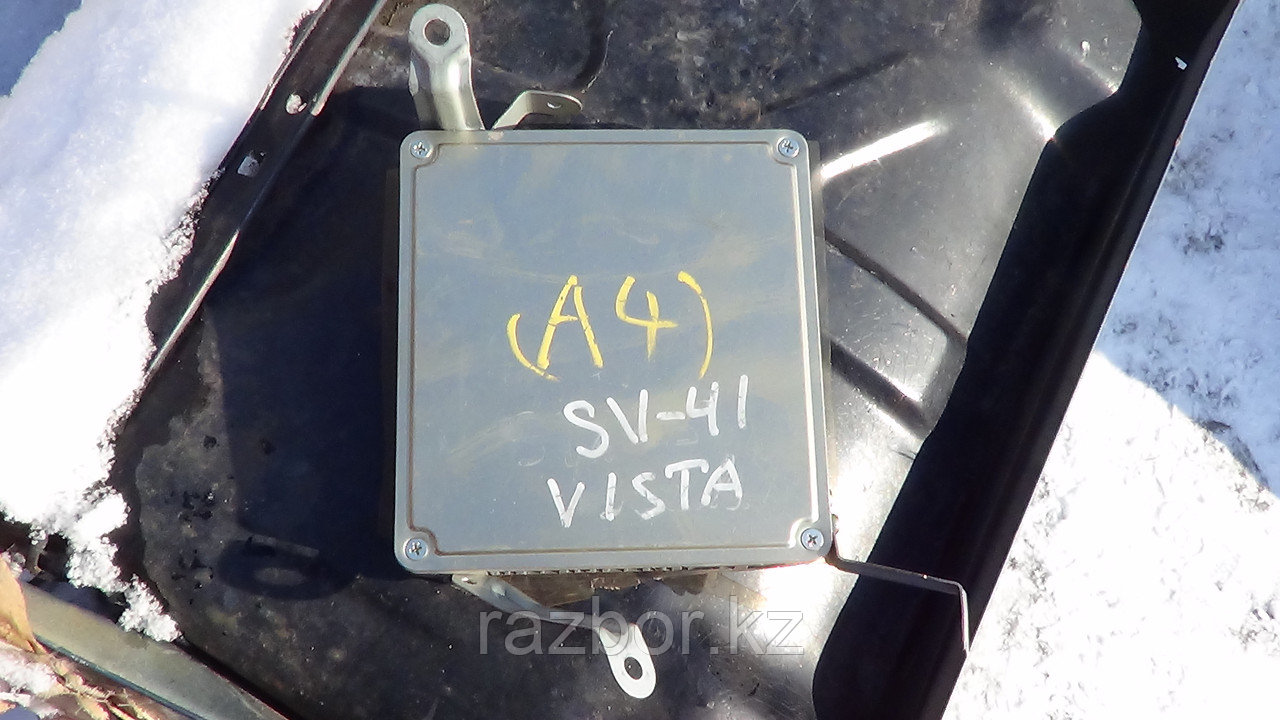 (A4)
SV-41
VISTA
razbor.kz